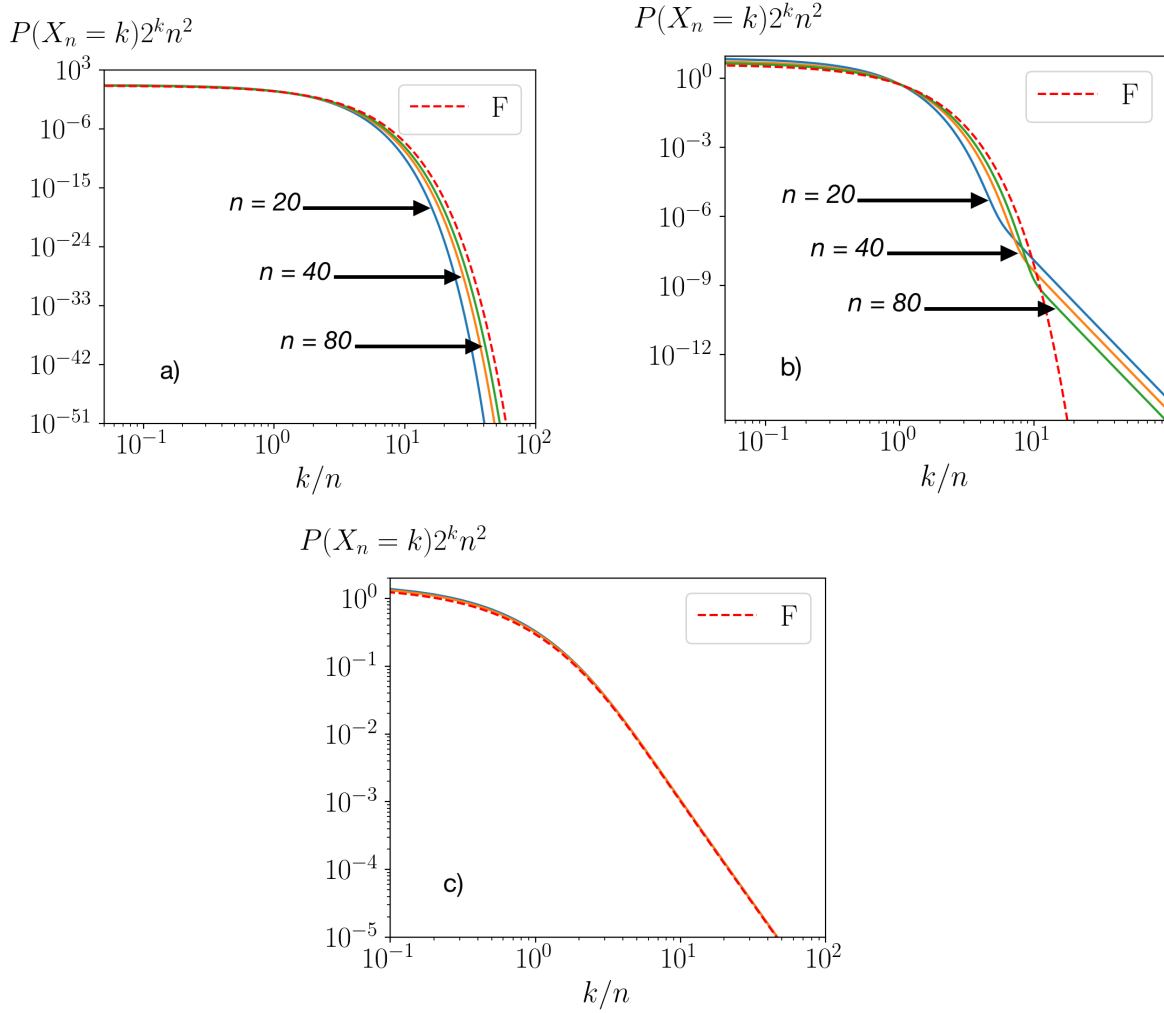 P(X_n = k)2^k n^2
10^3
10^{-6}
10^{-15}
10^{-24}
10^{-33}
10^{-42}
10^{-51}
F
n = 20
n = 40
n = 80
a)
10^{-1}
10^0
10^1
10^2
k/n
P(X_n = k)2^k n^2
10^0
10^{-3}
10^{-6}
10^{-9}
10^{-12}
F
n = 20
n = 40
n = 80
b)
10^{-1}
10^0
10^1
k/n
P(X_n = k)2^k n^2
10^0
10^{-1}
10^{-2}
10^{-3}
10^{-4}
10^{-5}
F
c)
10^{-1}
10^0
10^1
10^2
k/n